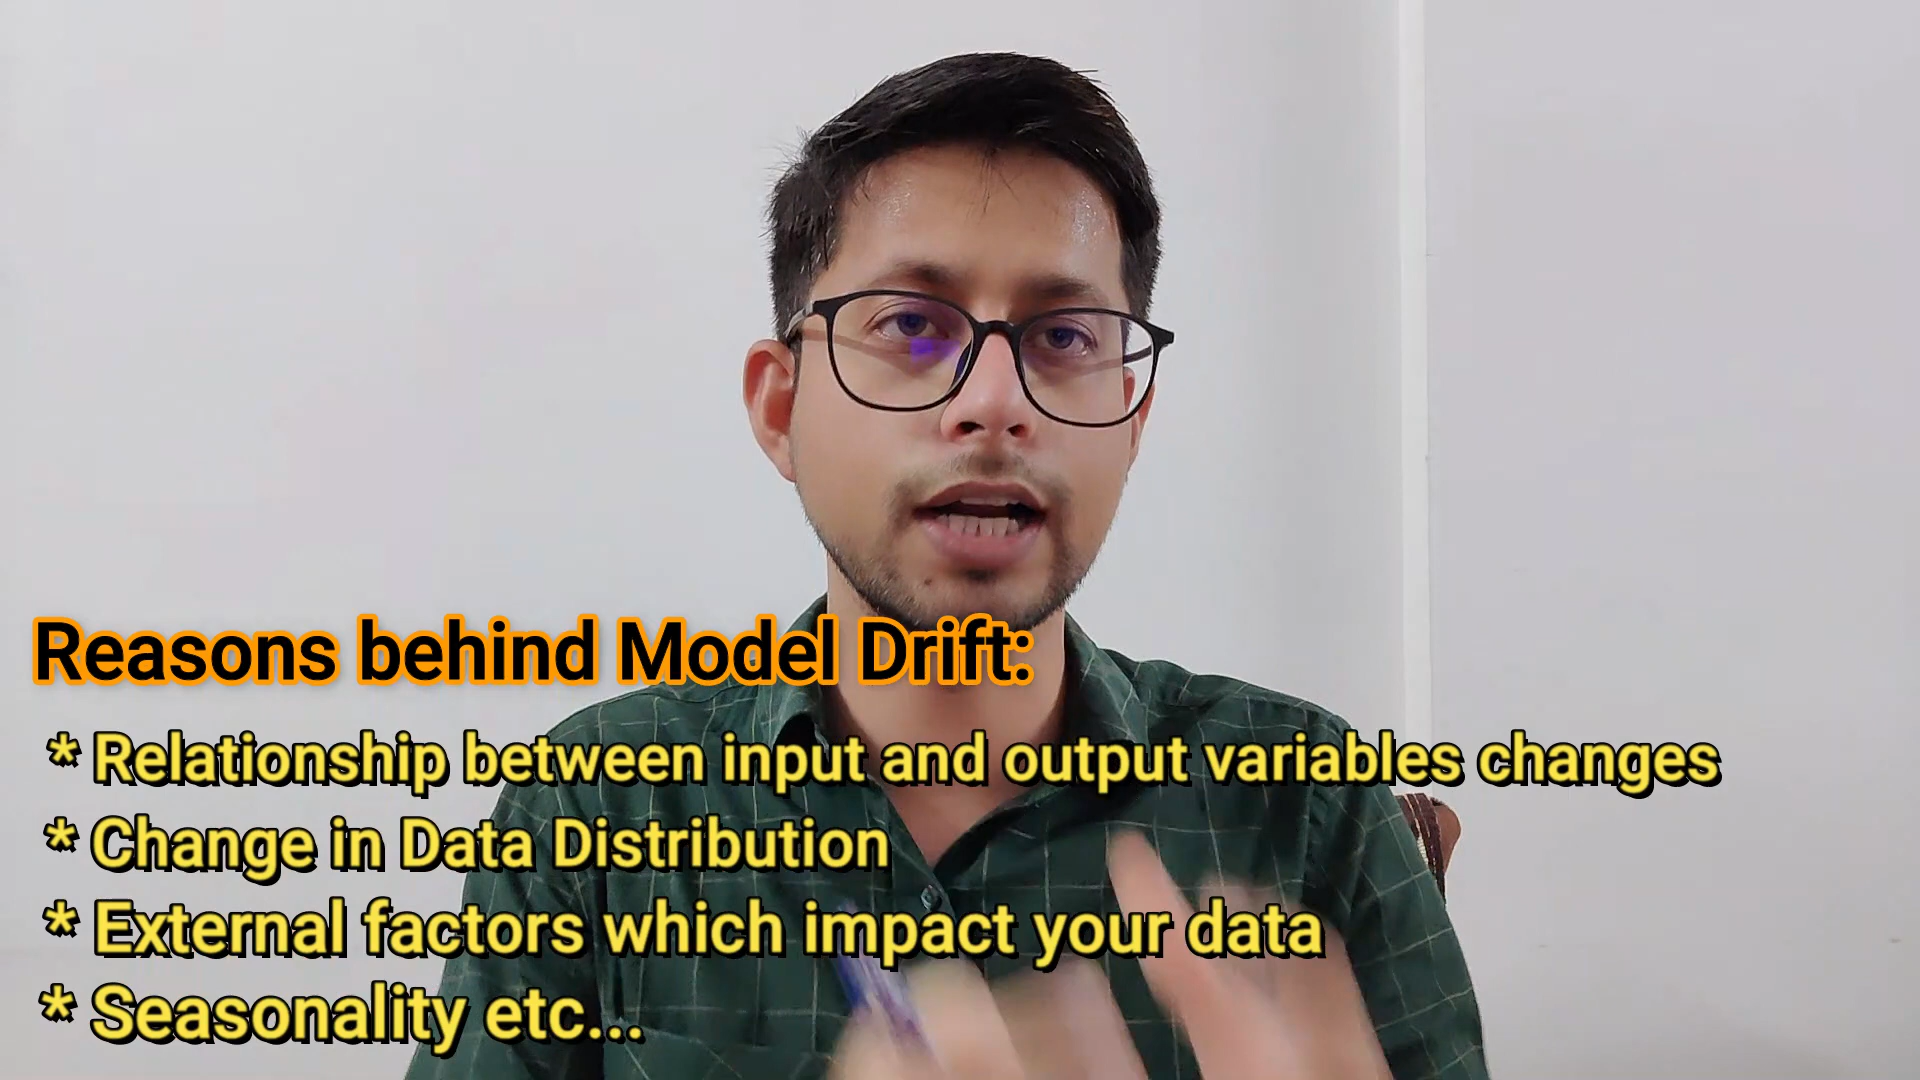 Reasons behind Model Drift:
* Relationship between input and output variables changes
* Change in Data Distribution
* External factors which impact your data
* Seasonality etc...